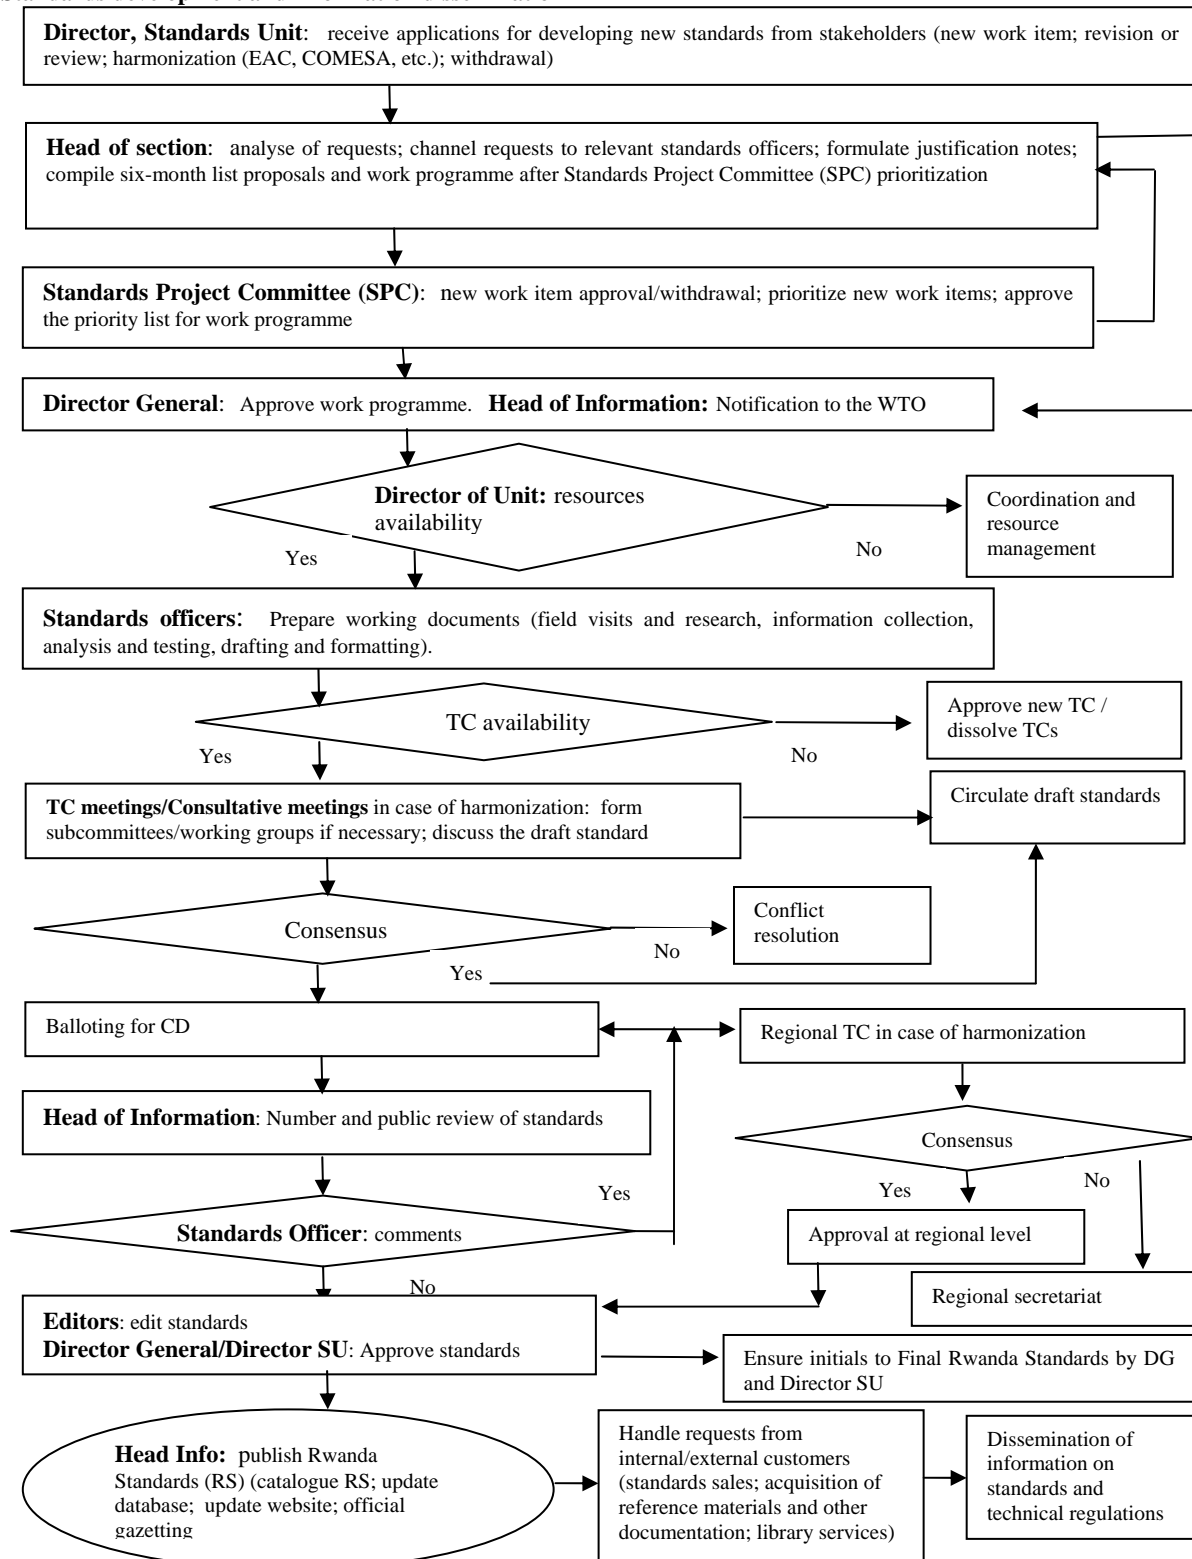 Standards development and information dissemination
Director, Standards Unit: receive applications for developing new standards from stakeholders (new work item; revision or
review; harmonization (EAC, COMESA, etc.); withdrawal)
Head of section: analyse of requests; channel requests to relevant standards officers; formulate justification notes;
compile six-month list proposals and work programme after Standards Project Committee (SPC) prioritization
Standards Project Committee (SPC): new work item approval/withdrawal; prioritize new work items; approve
the priority list for work programme
Director General: Approve work programme. Head of Information: Notification to the WTO
Director of Unit: resources
availability
Yes
No
Coordination and
resource
management
Standards officers: Prepare working documents (field visits and research, information collection,
analysis and testing, drafting and formatting).
TC availability
Yes
No
Approve new TC /
dissolve TCs
TC meetings/Consultative meetings in case of harmonization: form
subcommittees/working groups if necessary; discuss the draft standard
Circulate draft standards
Consensus
No
Yes
Conflict
resolution
Balloting for CD
Regional TC in case of harmonization
Head of Information: Number and public review of standards
Consensus
Yes
No
Yes
Standards Officer: comments
No
Approval at regional level
Regional secretariat
Editors: edit standards
Director General/Director SU: Approve standards
Ensure initials to Final Rwanda Standards by DG
and Director SU
Head Info: publish Rwanda
Standards (RS) (catalogue RS; update
database; update website; official
gazetting
Handle requests from
internal/external customers
(standards sales; acquisition of
reference materials and other
documentation; library services)
Dissemination of
information on
standards and
technical regulations